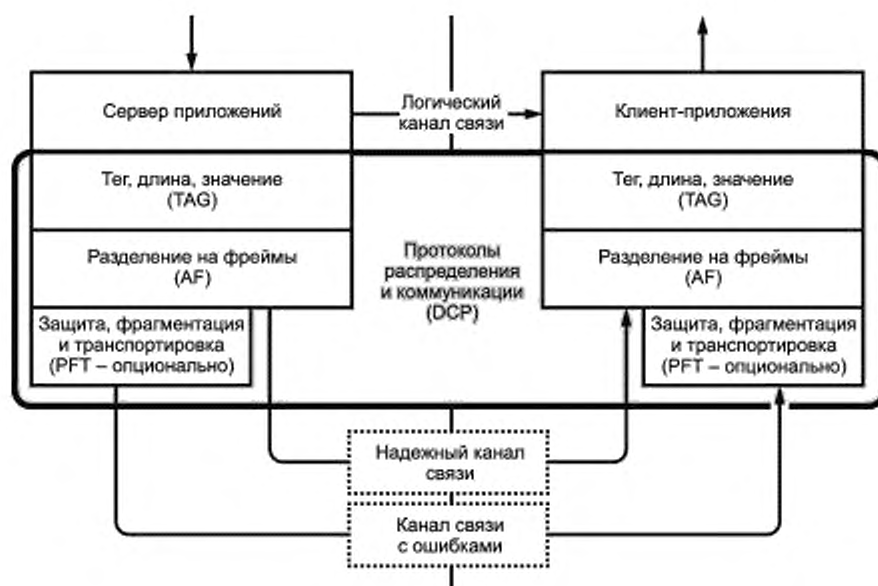 Сервер приложений
Логический
канал связи
Клиент-приложения
Тег, длина, значение
(TAG)
Тег, длина, значение
(TAG)
Разделение на фреймы
(AF)
Протоколы
распределения
и коммуникации
(DCP)
Разделение на фреймы
(AF)
Защита, фрагментация
и транспортировка
(PFT – опционально)
Защита, фрагментация
и транспортировка
(PFT – опционально)
Надежный канал
связи
Канал связи
с ошибками